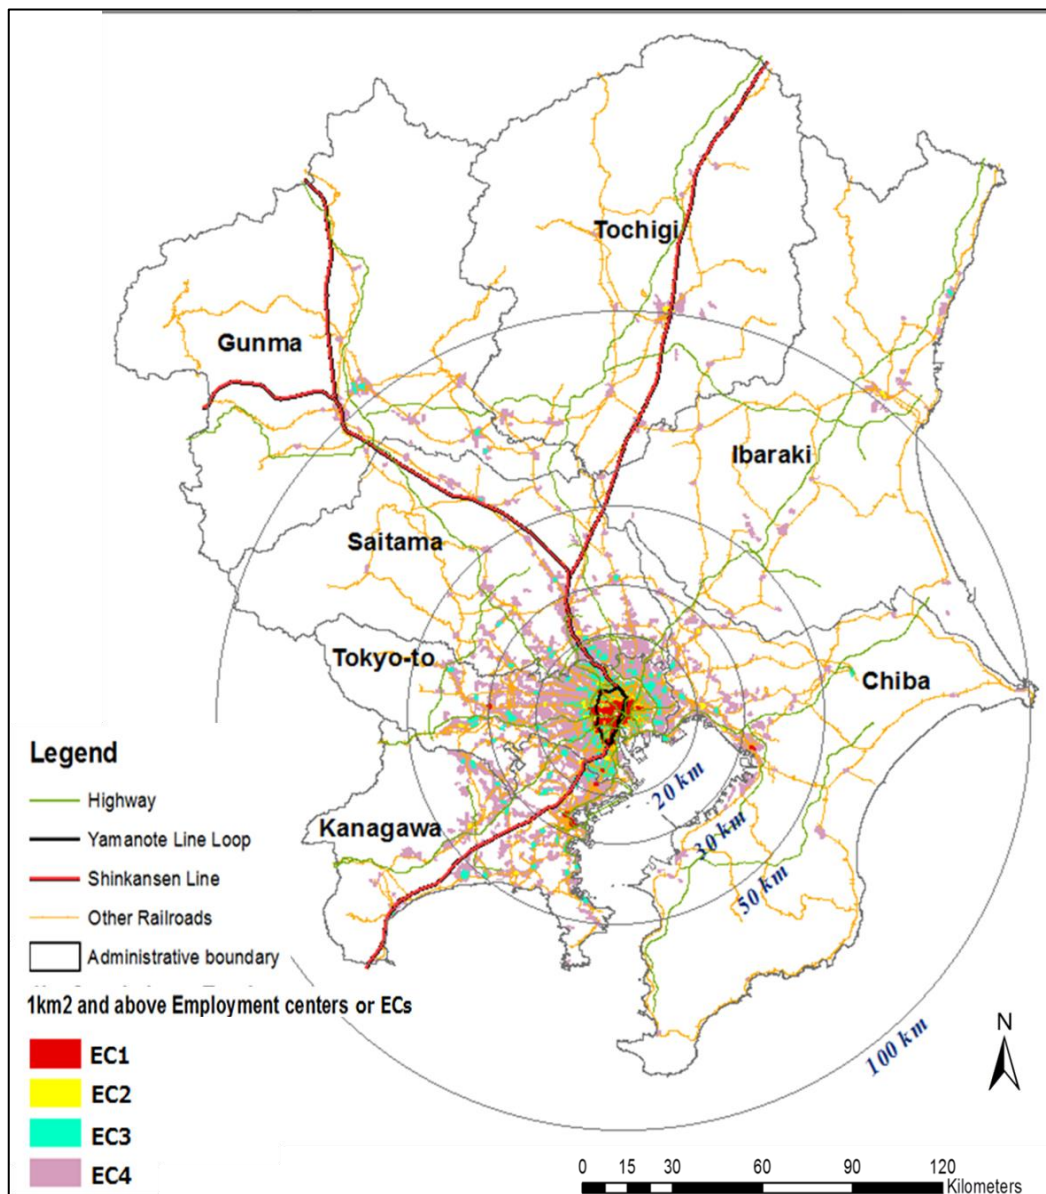 Tochigi
Gunma
Ibaraki
Saitama
Tokyo-to
Chiba
Kanagawa
20 km
30 km
50 km
100 km
Legend
Highway
Yamanote Line Loop
Shinkansen Line
Other Railroads
Administrative boundary
1km2 and above Employment centers or ECs
EC1
EC2
EC3
EC4
N
0 15 30 60 90 120
Kilometers